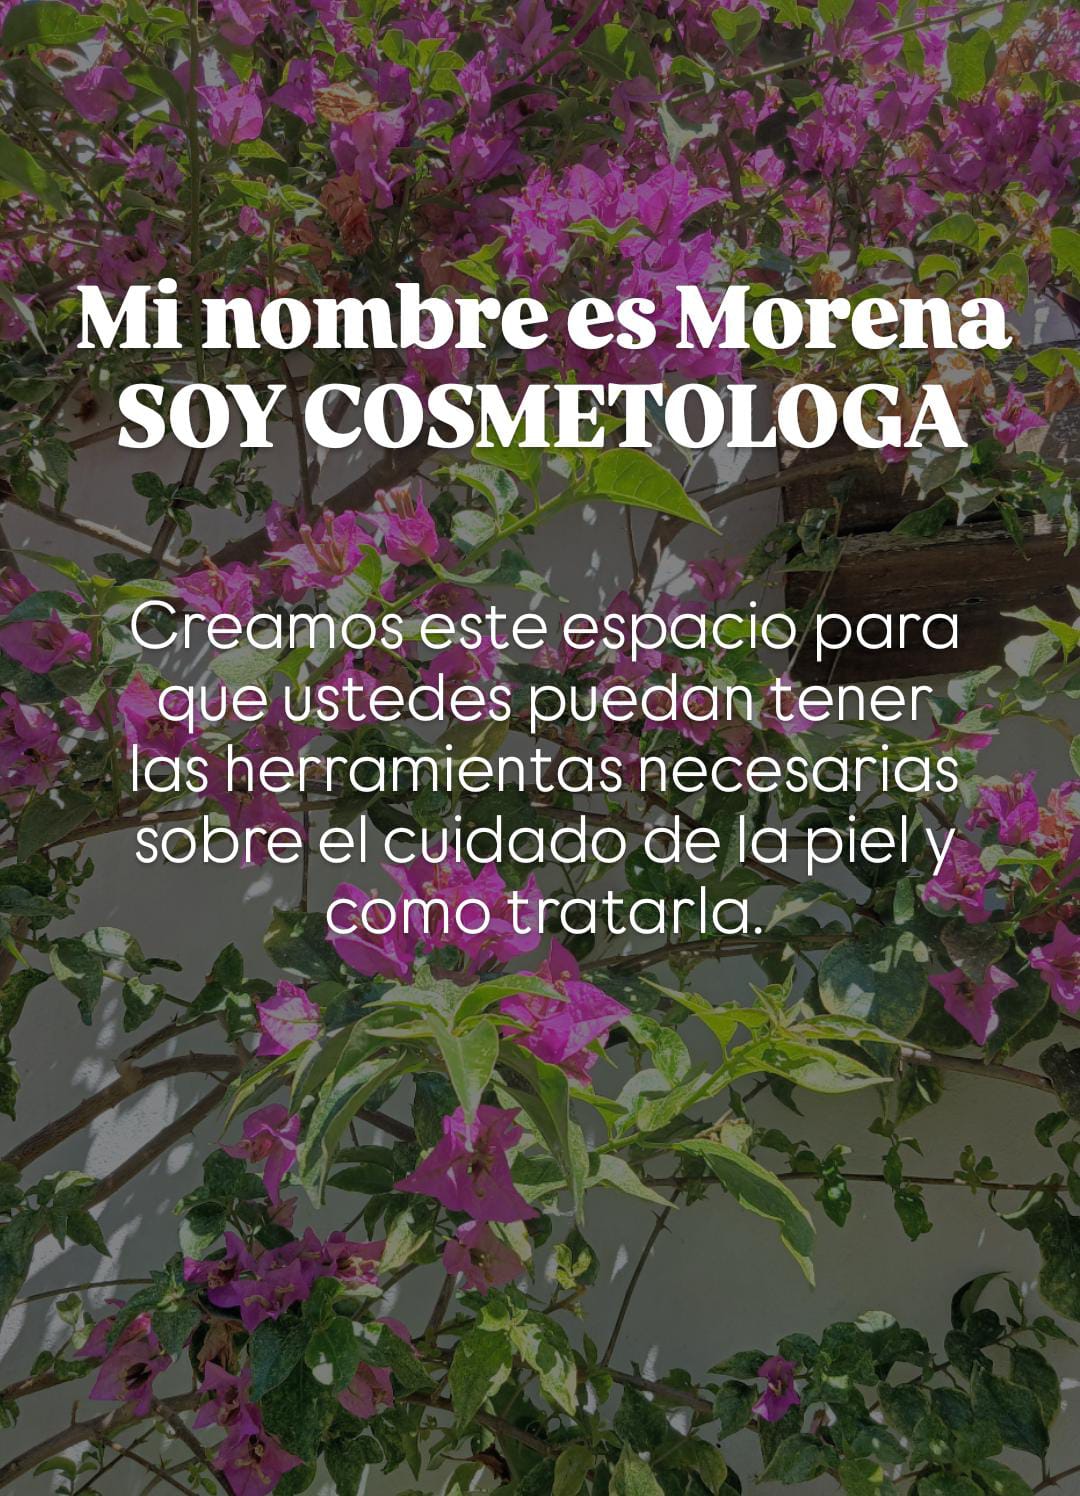 Mi nombre es Morena
SOY COSMETOLOGA
Creamos este espacio para
que ustedes puedan tener
las herramientas necesarias
sobre el cuidado de la piel y
como tratarla.